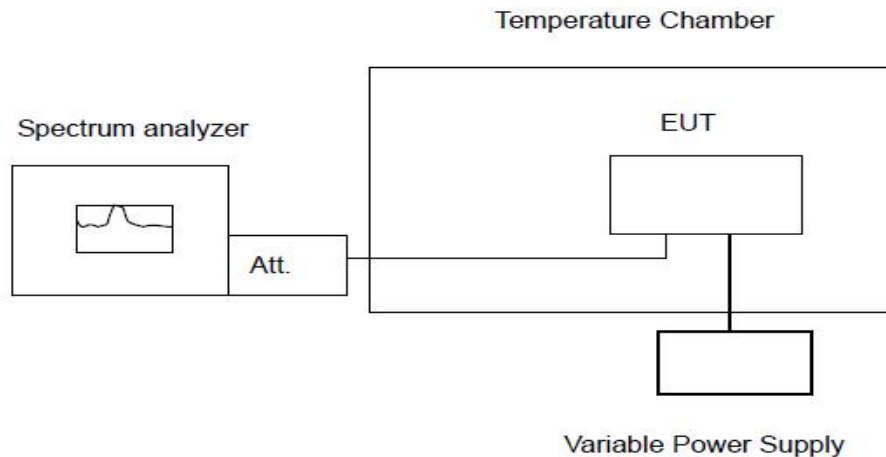 Temperature Chamber
Spectrum analyzer
EUT
Att.
Variable Power Supply